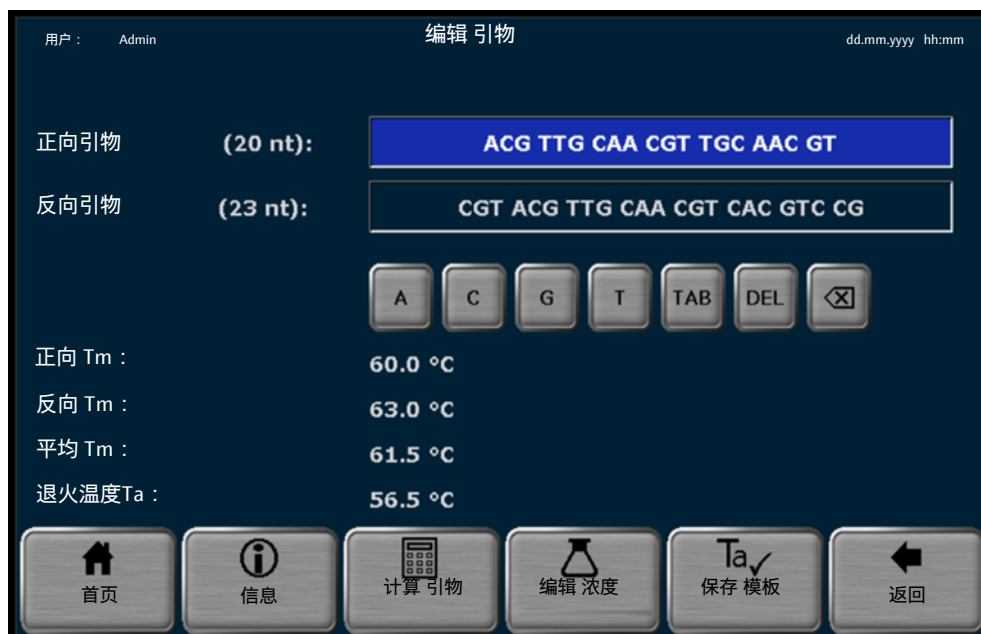 用户： Admin 编辑 引物 dd.mm.yyyy hh:mm
正向引物 (20 nt): ACG TTG CAA CGT TGC AAC GT
反向引物 (23 nt): CGT ACG TTG CAA CGT CAC GTC CG
A C G T TAB DEL
正向 Tm： 60.0 °C
反向 Tm： 63.0 °C
平均 Tm： 61.5 °C
退火温度Ta： 56.5 °C
Ta
首页 信息 计算 引物 编辑 浓度 保存 模板 返回